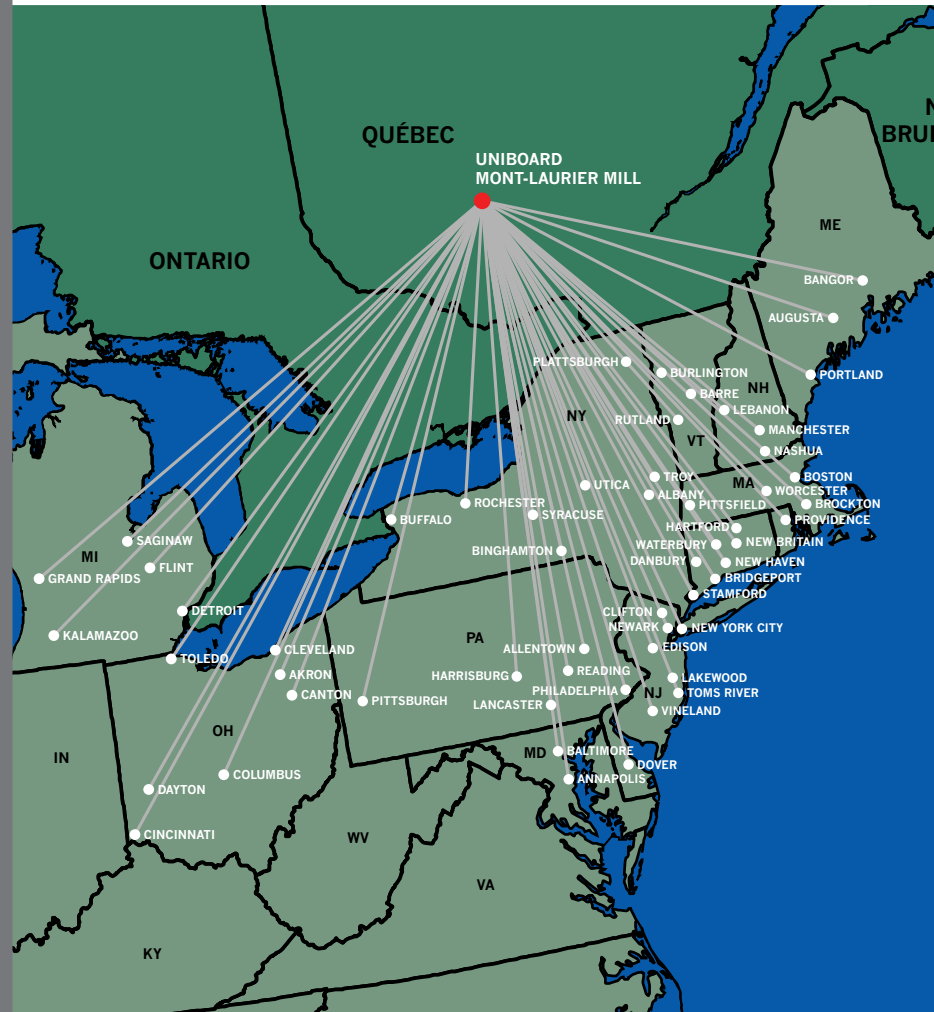 N
QUÉBEC
BRU
UNIBOARD
MONT-LAURIER MILL
ME
ONTARIO
BANGOR
AUGUSTA
PLATTSBURGH
BURLINGTON
PORTLAND
BARRE
NH
LEBANON
NY
RUTLAND
MANCHESTER
VT
NASHUA
TROY
BOSTON
MA
UTICA
WORCESTER
ALBANY
PITTSFIELD
ROCHESTER
BROCKTON
SYRACUSE
BUFFALO
PROVIDENCE
HARTFORD
SAGINAW
WATERBURY
NEW BRITAIN
BINGHAMTON
MI
DANBURY
NEW HAVEN
FLINT
GRAND RAPIDS
BRIDGEPORT
STAMFORD
DETROIT
CLIFTON
NEWARK
NEW YORK CITY
KALAMAZOO
PA
EDISON
CLEVELAND
ALLENTOWN
TOLEDO
READING
AKRON
HARRISBURG
LAKEWOOD
PHILADELPHIA
NJ
TOMS RIVER
CANTON
PITTSBURGH
LANCASTER
VINELAND
OH
IN
MD
BALTIMORE
DOVER
COLUMBUS
ANNAPOLIS
DAYTON
CINCINNATI
WV
VA
KY